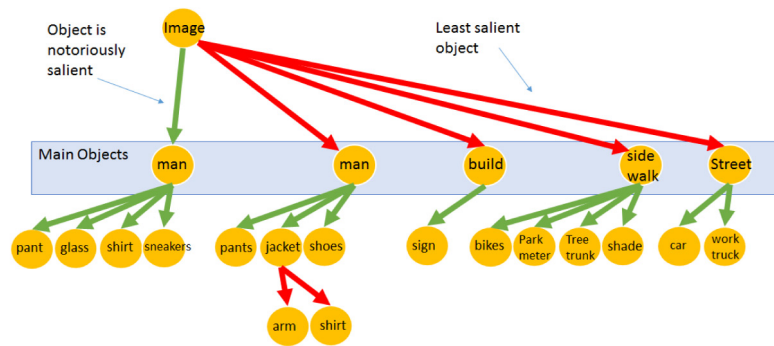 Image
Object is
notoriously
salient
Least salient
object
Main Objects
man
man
build
side
walk
Street
pant
glass
shirt
sneakers
pants
jacket
shoes
sign
bikes
Park
meter
Tree
trunk
shade
car
work
truck
arm
shirt